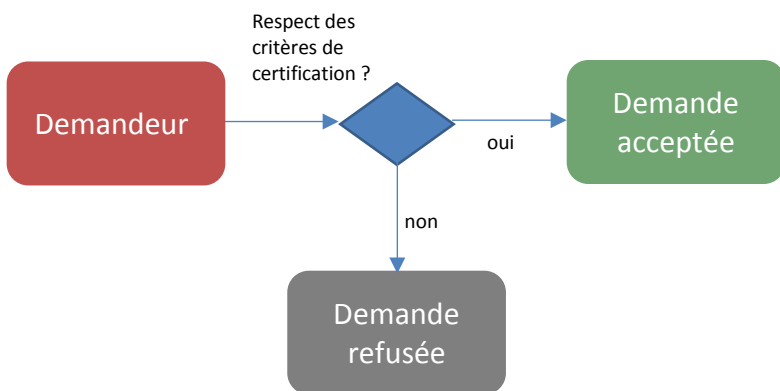 Respect des
critères de
certification ?
Demandeur
oui
Demande
acceptée
non
Demande
refusée